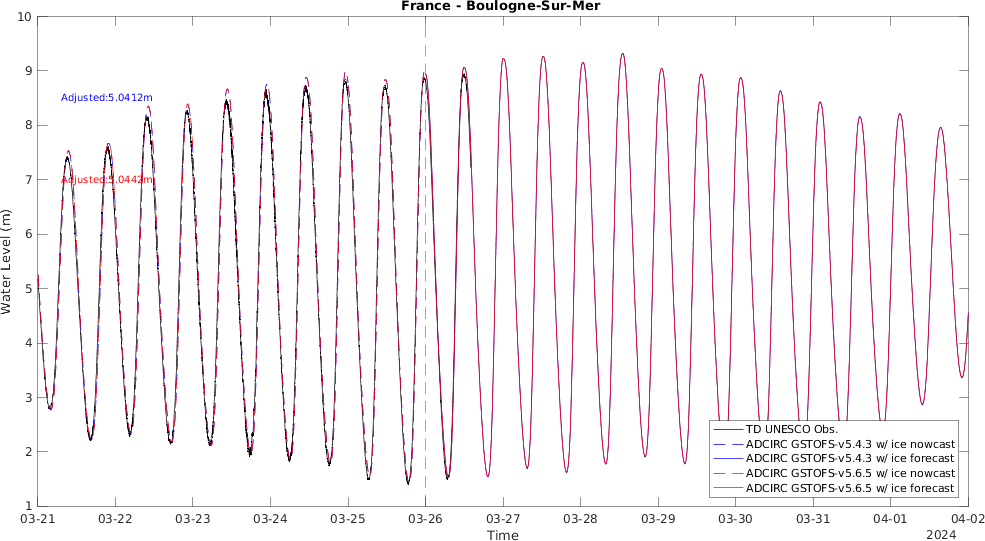 France - Boulogne-Sur-Mer
10
9
8
7
6
5
4
3
2
1
Water Level (m)
Adjusted:5.0412m
Adjusted:5.0442m
TD UNESCO Obs.
ADCIRC GSTOFS-v5.4.3 w/ ice nowcast
ADCIRC GSTOFS-v5.4.3 w/ ice forecast
ADCIRC GSTOFS-v5.6.5 w/ ice nowcast
ADCIRC GSTOFS-v5.6.5 w/ ice forecast
03-21 03-22 03-23 03-24 03-25 03-26 03-27 03-28 03-29 03-30 03-31 04-01 04-02
Time
2024